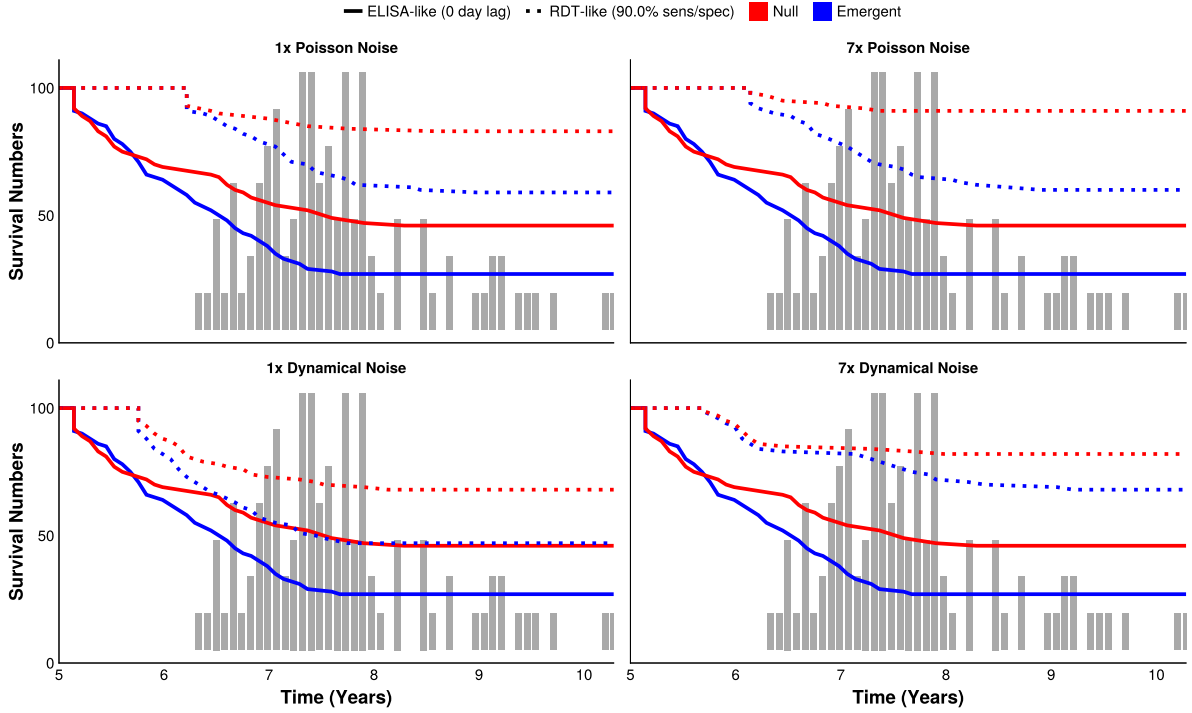 ELISA-like (0 day lag) RDT-like (90.0% sens/spec) Null Emergent
1x Poisson Noise 7x Poisson Noise
100
50
0
Survival Numbers
1x Dynamical Noise 7x Dynamical Noise
100
50
0
Survival Numbers
5 6 7 8 9 10 5 6 7 8 9 10
Time (Years) Time (Years)